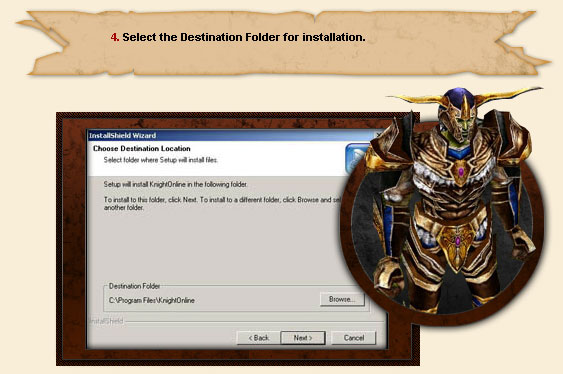 4. Select the Destination Folder for installation.
InstallShield Wizard
Choose Destination Location
Select folder where Setup will install files.
Setup will install KnightOnline in the following folder.
To install to this folder, click Next. To install to a different folder, click Browse and
another folder.
Destination Folder
C:\Program Files\KnightOnline
Browse...
InstallShield
< Back
Next >
Cancel